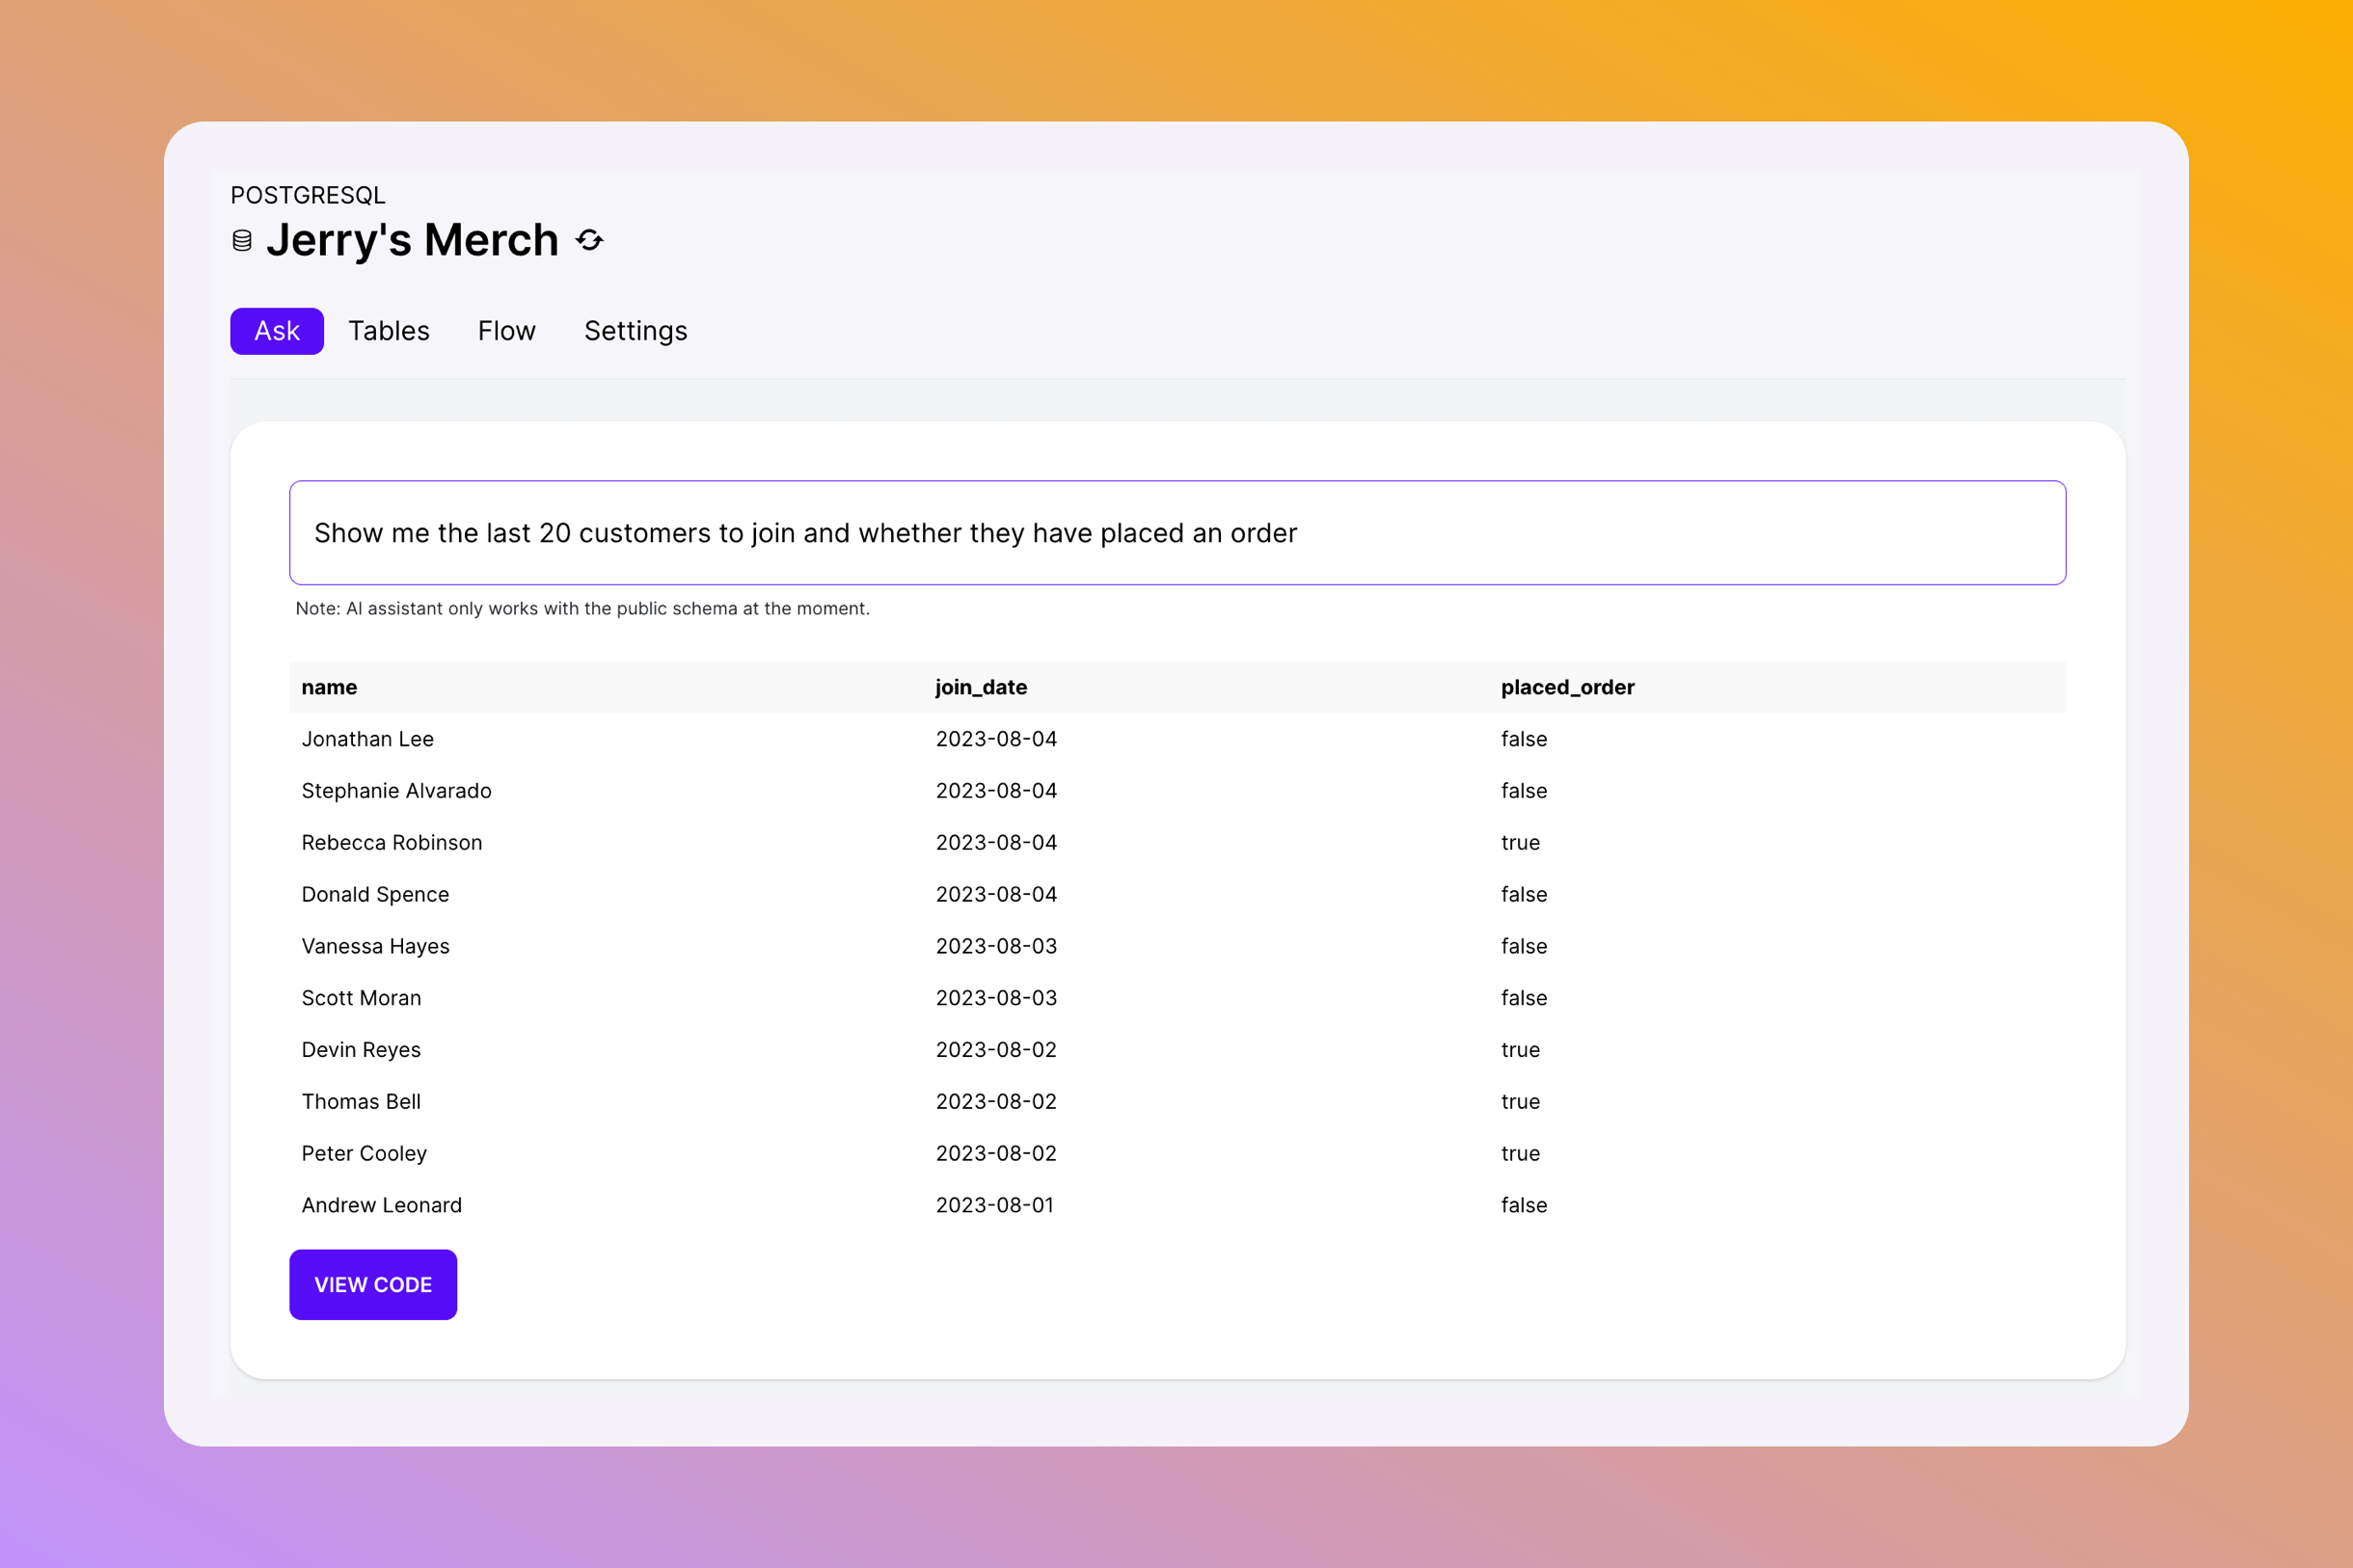 POSTGRESQL
Jerry's Merch
Ask Tables Flow Settings
Show me the last 20 customers to join and whether they have placed an order
Note: AI assistant only works with the public schema at the moment.
name join_date placed_order
Jonathan Lee 2023-08-04 false
Stephanie Alvarado 2023-08-04 false
Rebecca Robinson 2023-08-04 true
Donald Spence 2023-08-04 false
Vanessa Hayes 2023-08-03 false
Scott Moran 2023-08-03 false
Devin Reyes 2023-08-02 true
Thomas Bell 2023-08-02 true
Peter Cooley 2023-08-02 true
Andrew Leonard 2023-08-01 false
VIEW CODE